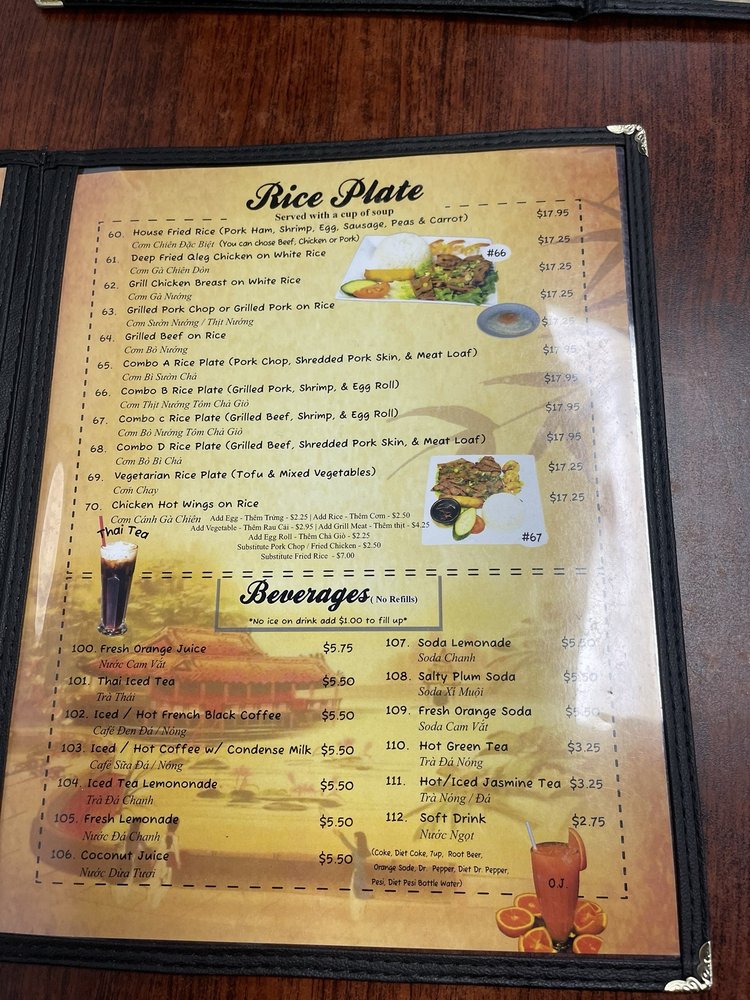 Rice Plate
Served with a cup of soup
60. House Fried Rice (Pork Ham, Shrimp, Egg, Sausage, Peas & Carrot) $17.95
Cơm Chiên Đặc Biệt (You can chose Beef, Chicken or Pork)
61. Deep Fried Qleg Chicken on White Rice $17.25
Cơm Gà Chiên Dòn
62. Grill Chicken Breast on White Rice $17.25
Cơm Gà Nướng
63. Grilled Pork Chop or Grilled Pork on Rice $17.25
Cơm Sườn Nướng / Thịt Nướng
64. Grilled Beef on Rice $17.25
Cơm Bò Nướng
65. Combo A Rice Plate (Pork Chop, Shredded Pork Skin, & Meat Loaf) $17.95
Cơm Bì Sườn Chả
66. Combo B Rice Plate (Grilled Pork, Shrimp, & Egg Roll) $17.95
Cơm Thịt Nướng Tôm Chả Giò
67. Combo c Rice Plate (Grilled Beef, Shrimp, & Egg Roll) $17.95
Cơm Bò Nướng Tôm Chả Giò
68. Combo D Rice Plate (Grilled Beef, Shredded Pork Skin, & Meat Loaf) $17.95
Cơm Bò Bì Chả
69. Vegetarian Rice Plate (Tofu & Mixed Vegetables) $17.25
Cơm Chay
70. Chicken Hot Wings on Rice $17.25
Cơm Cánh Gà Chiên
Add Egg - Thêm Trứng - $2.25 | Add Rice - Thêm Cơm - $2.50
Add Vegetable - Thêm Rau Cải - $2.95 | Add Grill Meat - Thêm thịt - $4.25
Add Egg Roll - Thêm Chả Giò - $2.25
Substitute Pork Chop / Fried Chicken - $2.50
Substitute Fried Rice - $7.00
#66
#67
Thai Tea
Beverages ( No Refills)
*No ice on drink add $1.00 to fill up*
100. Fresh Orange Juice $5.75
Nước Cam Vắt
101. Thai Iced Tea $5.50
Trà Thái
102. Iced / Hot French Black Coffee $5.50
Café Đen Đá / Nóng
103. Iced / Hot Coffee w/ Condense Milk $5.50
Café Sữa Đá / Nóng
104. Iced Tea Lemononade $5.50
Trà Đá Chanh
105. Fresh Lemonade $5.50
Nước Đá Chanh
106. Coconut Juice $5.50
Nước Dừa Tươi
107. Soda Lemonade $5.50
Soda Chanh
108. Salty Plum Soda $5.50
Soda Xí Muội
109. Fresh Orange Soda $5.50
Soda Cam Vắt
110. Hot Green Tea $3.25
Trà Đá Nóng
111. Hot/Iced Jasmine Tea $3.25
Trà Nóng / Đá
112. Soft Drink $2.75
Nước Ngọt
(Coke, Diet Coke, 7up, Root Beer,
Orange Sode, Dr. Pepper, Diet Dr. Pepper,
Pesi, Diet Pesi Bottle Water)
O.J.